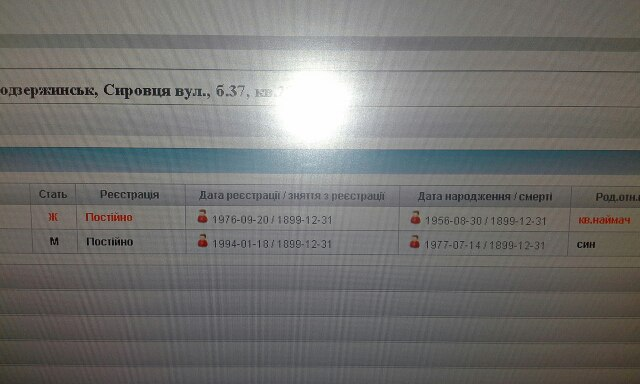 одзержинськ, Сировця вул., б.37, кв.
Стать Реєстрація Дата реєстрації / зняття з реєстрації Дата народження / смерті Род.отн.
Ж Постійно 1976-09-20 / 1899-12-31 1956-08-30 / 1899-12-31 кв.наймач
М Постійно 1994-01-18 / 1899-12-31 1977-07-14 / 1899-12-31 син